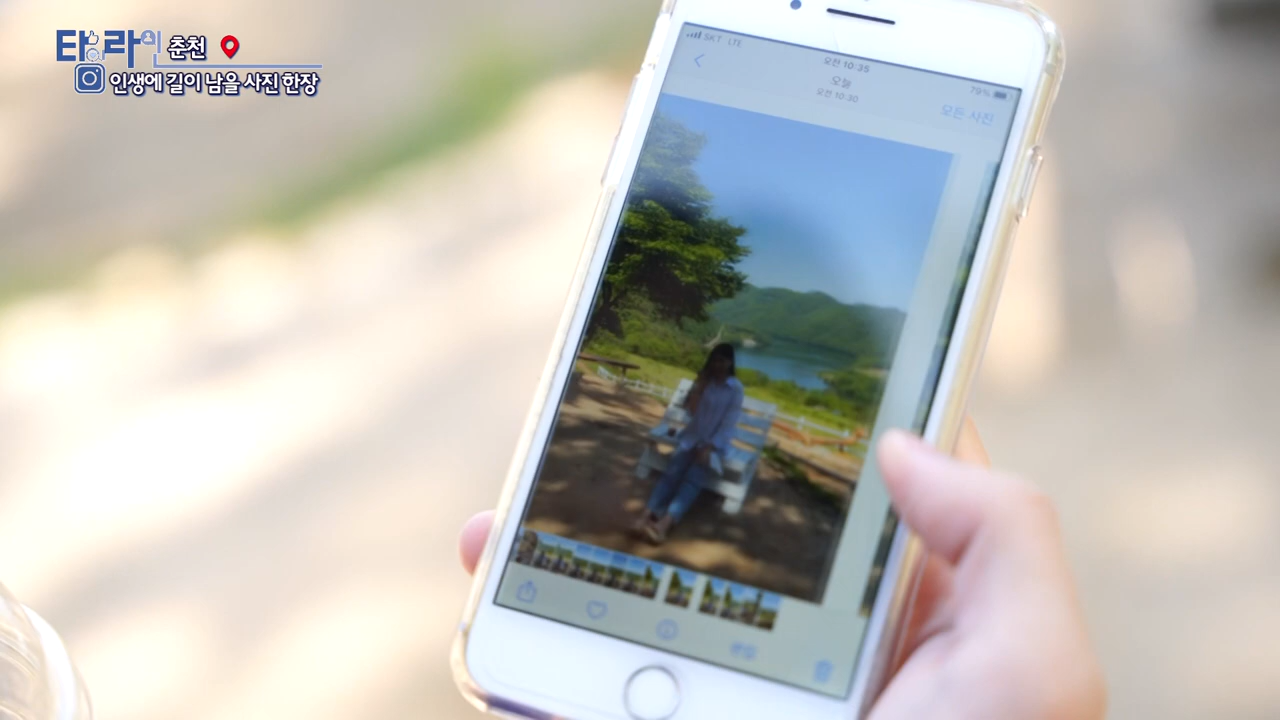 타라의 춘천
인생에 길이 남을 사진 한장
SKT LTE
오전 10:35
79%
오늘
오전 10:30
모든 사진
편집